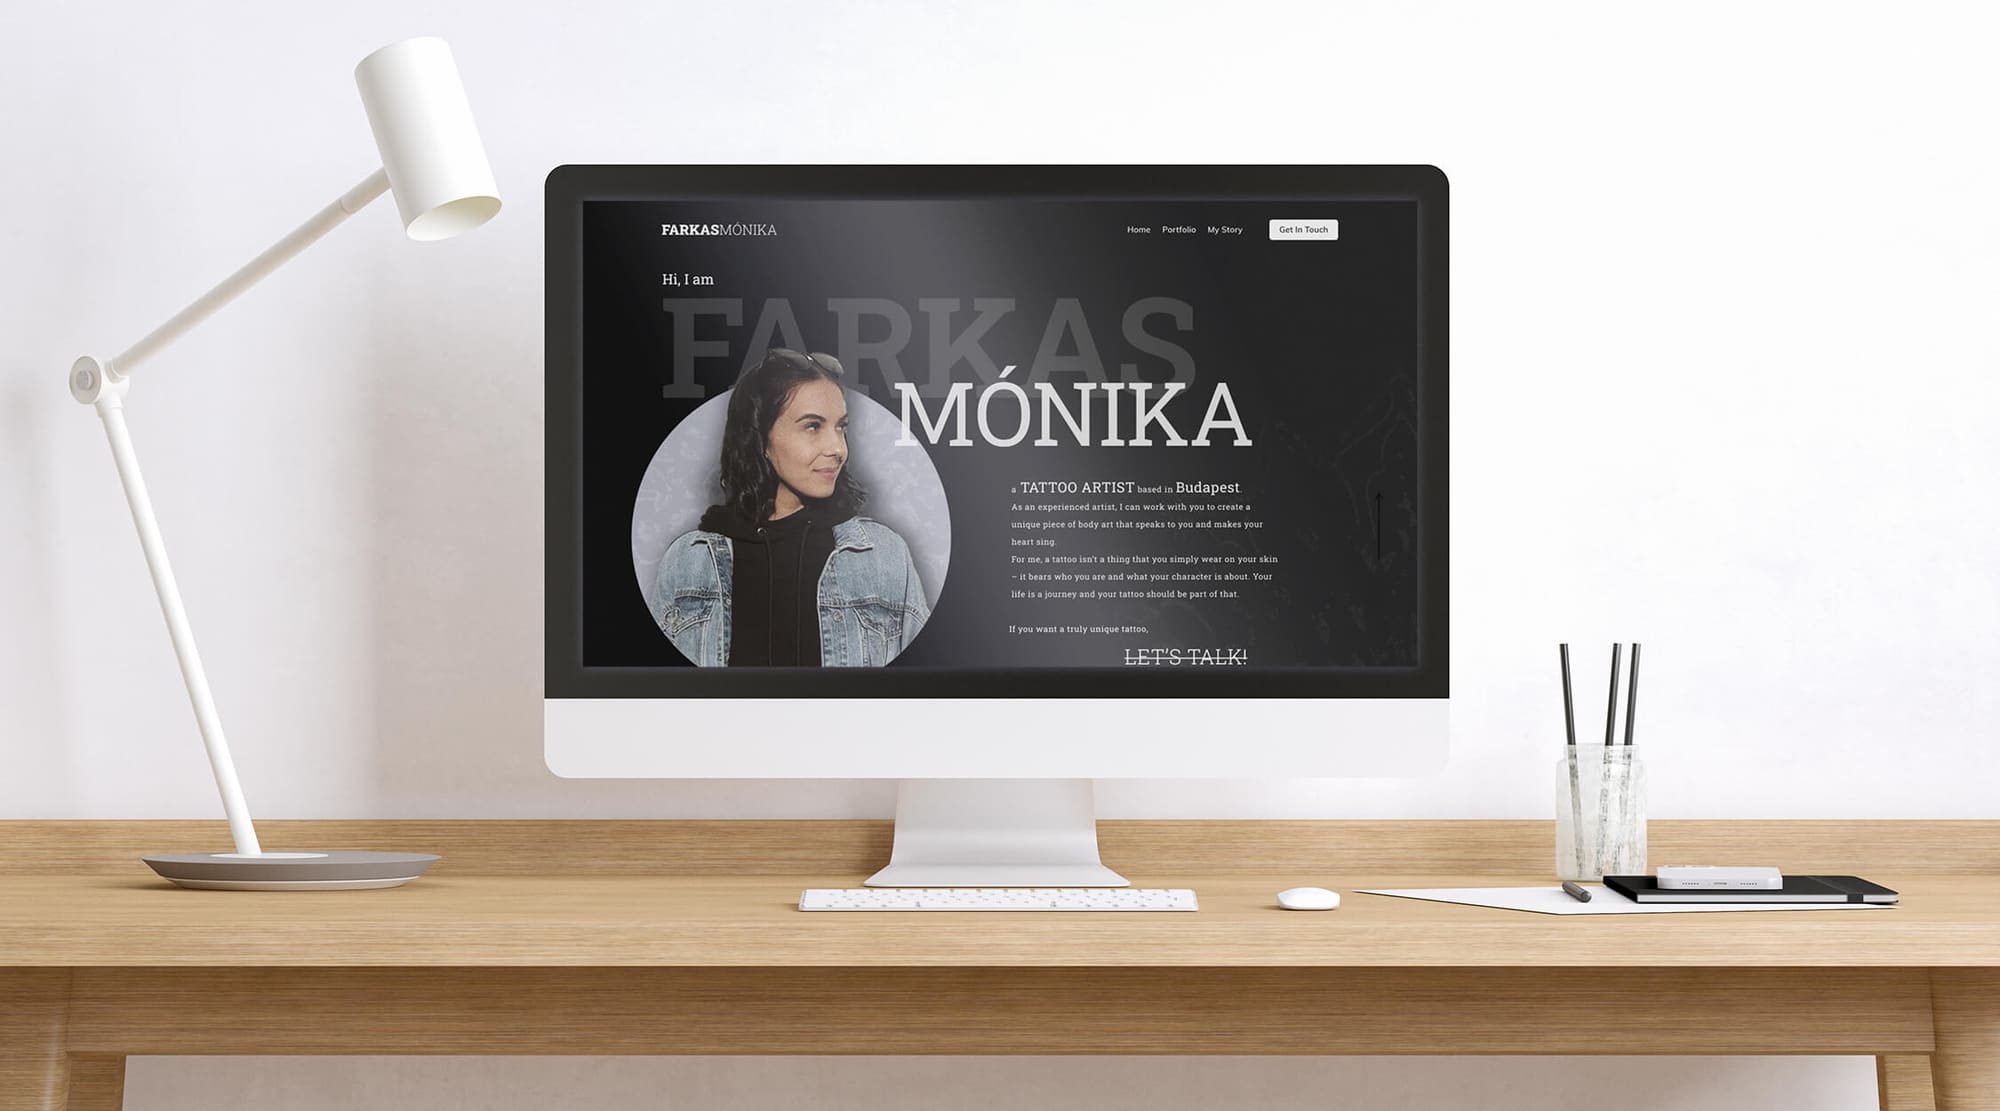 FARKASMÓNIKA
Home Portfolio My Story Get In Touch
Hi, I am
FARKAS
MÓNIKA
a TATTOO ARTIST based in Budapest.
As an experienced artist, I can work with you to create a
unique piece of body art that speaks to you and makes your
heart sing.
For me, a tattoo isn't a thing that you simply wear on your skin
– it bears who you are and what your character is about. Your
life is a journey and your tattoo should be part of that.
If you want a truly unique tattoo,
LET'S TALK!